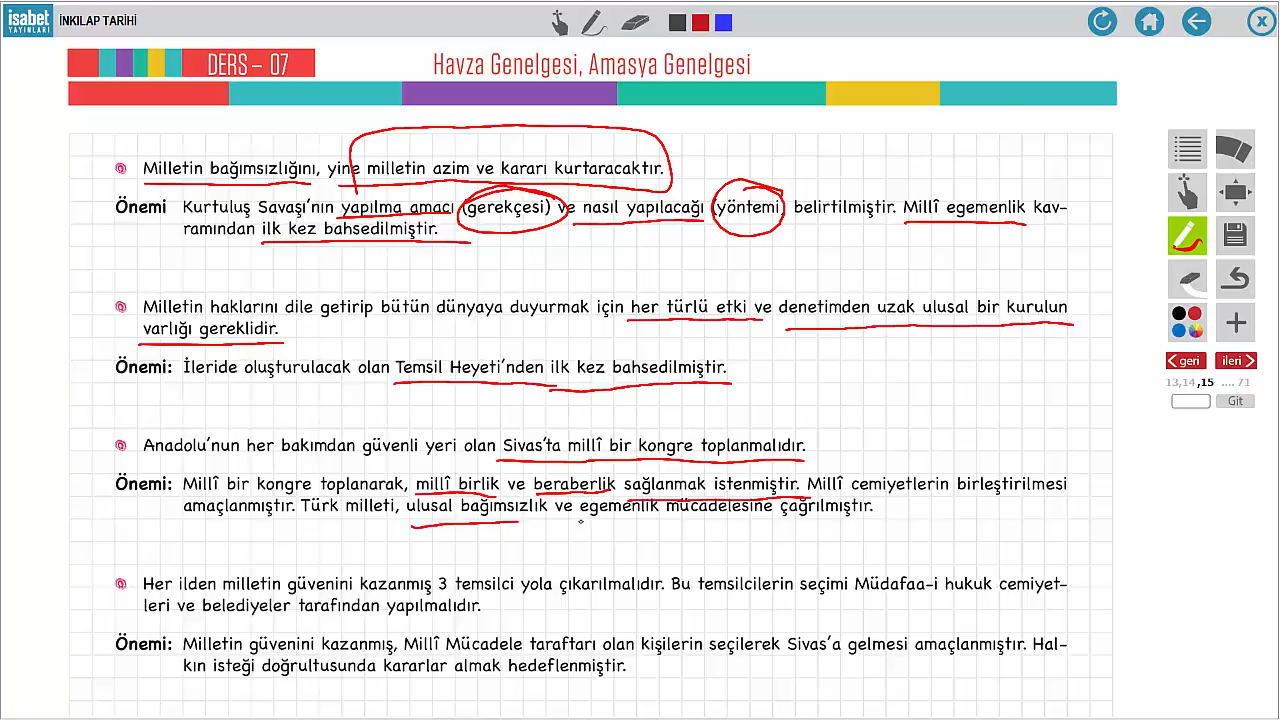 isabet
YAYINLARI
İNKILAP TARİHİ
DERS – 07
Havza Genelgesi, Amasya Genelgesi
Milletin bağımsızlığını, yine milletin azim ve kararı kurtaracaktır.
Önemi Kurtuluş Savaşı'nın yapılma amacı (gerekçesi) ve nasıl yapılacağı (yöntemi) belirtilmiştir. Millî egemenlik kav-
ramından ilk kez bahsedilmiştir.
Milletin haklarını dile getirip bütün dünyaya duyurmak için her türlü etki ve denetimden uzak ulusal bir kurulun
varlığı gereklidir.
Önemi: İleride oluşturulacak olan Temsil Heyeti'nden ilk kez bahsedilmiştir.
Anadolu'nun her bakımdan güvenli yeri olan Sivas'ta millî bir kongre toplanmalıdır.
Önemi: Millî bir kongre toplanarak, millî birlik ve beraberlik sağlanmak istenmiştir. Millî cemiyetlerin birleştirilmesi
amaçlanmıştır. Türk milleti, ulusal bağımsızlık ve egemenlik mücadelesine çağrılmıştır.
Her ilden milletin güvenini kazanmış 3 temsilci yola çıkarılmalıdır. Bu temsilcilerin seçimi Müdafaa-i hukuk cemiyet-
leri ve belediyeler tarafından yapılmalıdır.
Önemi: Milletin güvenini kazanmış, Millî Mücadele taraftarı olan kişilerin seçilerek Sivas'a gelmesi amaçlanmıştır. Hal-
kın isteği doğrultusunda kararlar almak hedeflenmiştir.
geri ileri
13,14,15 .... 71
Git